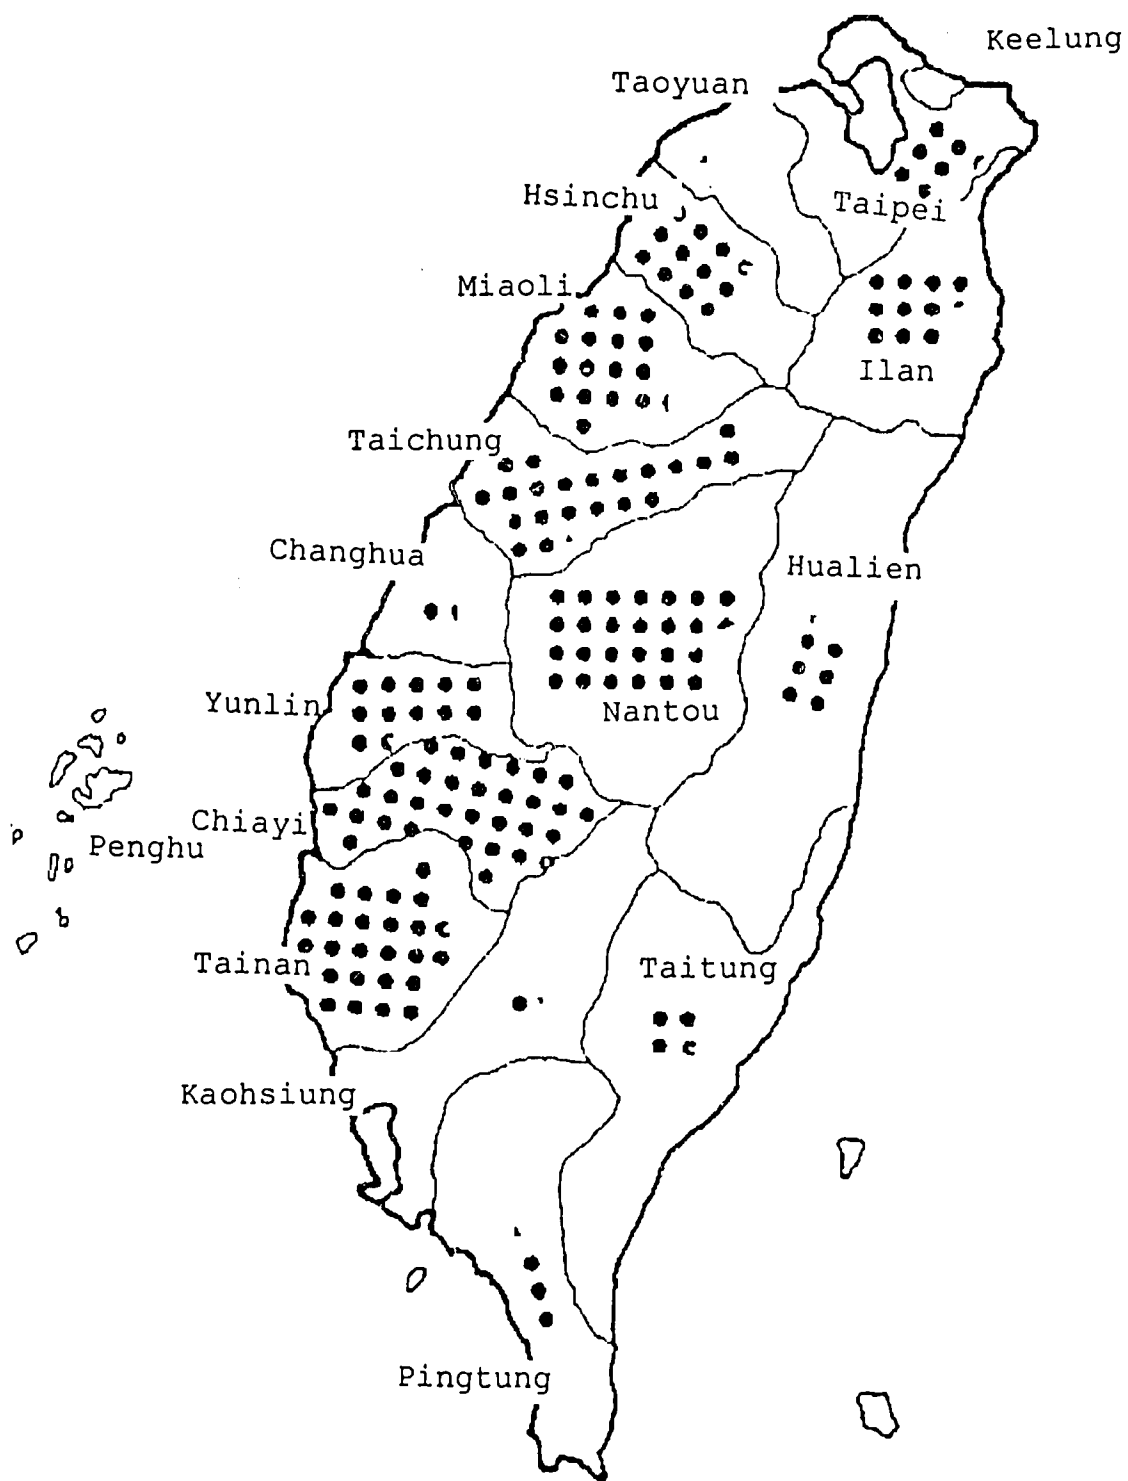 Keelung
Taoyuan
Hsinchu
Taipei
Miaoli
Ilan
Taichung
Changhua
Hualien
Yunlin
Nantou
Chiayi
Penghu
Tainan
Taitung
Kaohsiung
Pingtung